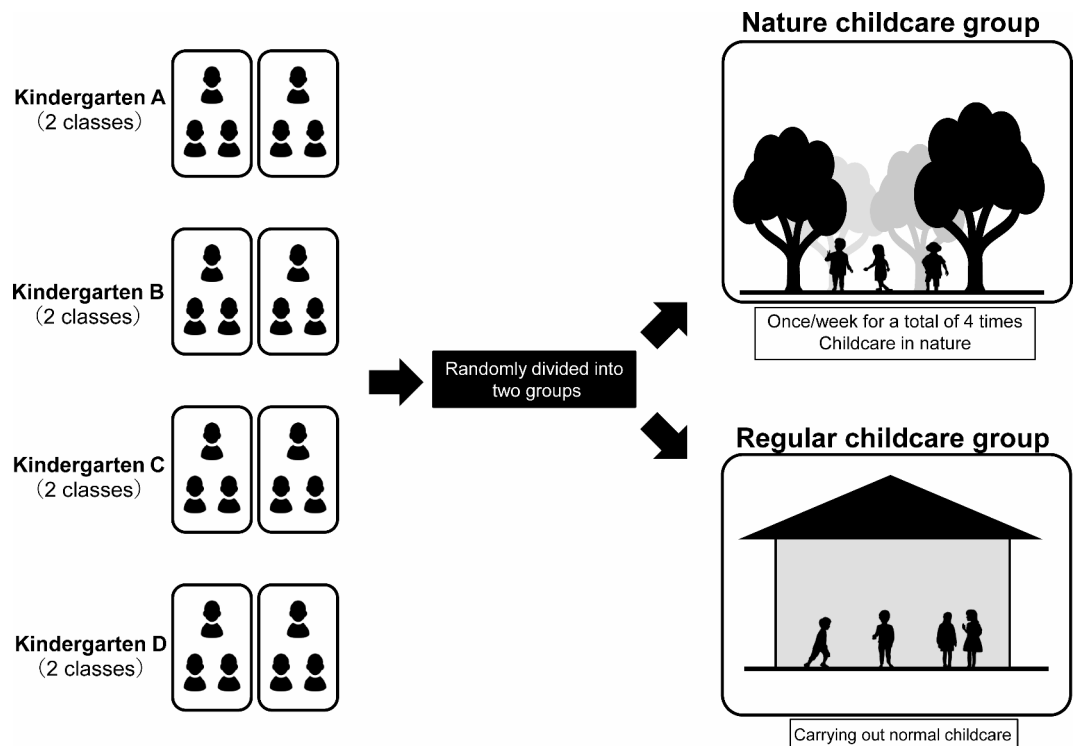 Kindergarten A
（2 classes）
Kindergarten B
（2 classes）
Kindergarten C
（2 classes）
Kindergarten D
（2 classes）
Randomly divided into
two groups
Nature childcare group
Once/week for a total of 4 times
Childcare in nature
Regular childcare group
Carrying out normal childcare